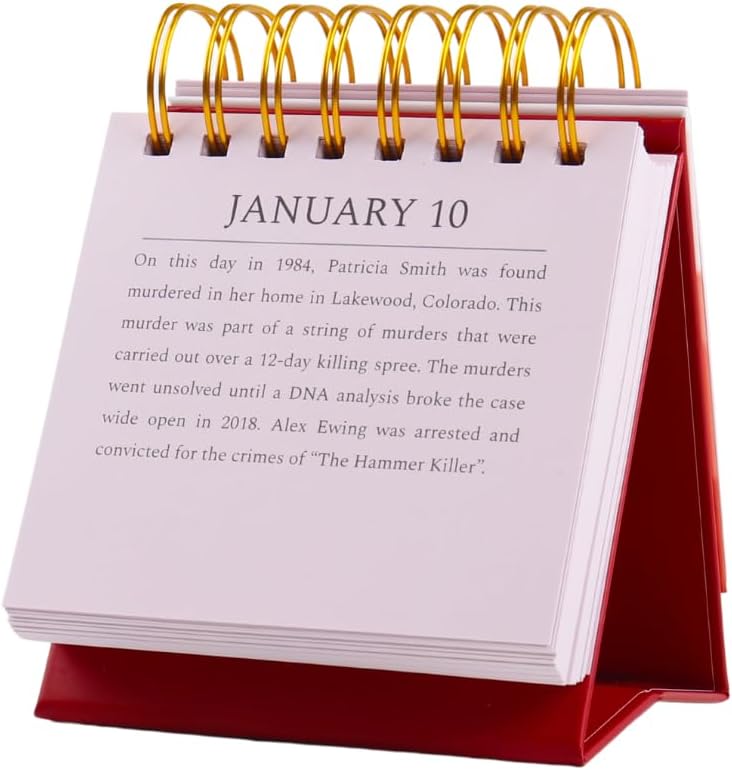 JANUARY 10
On this day in 1984, Patricia Smith was found
murdered in her home in Lakewood, Colorado. This
murder was part of a string of murders that were
carried out over a 12-day killing spree. The murders
went unsolved until a DNA analysis broke the case
wide open in 2018. Alex Ewing was arrested and
convicted for the crimes of “The Hammer Killer”.